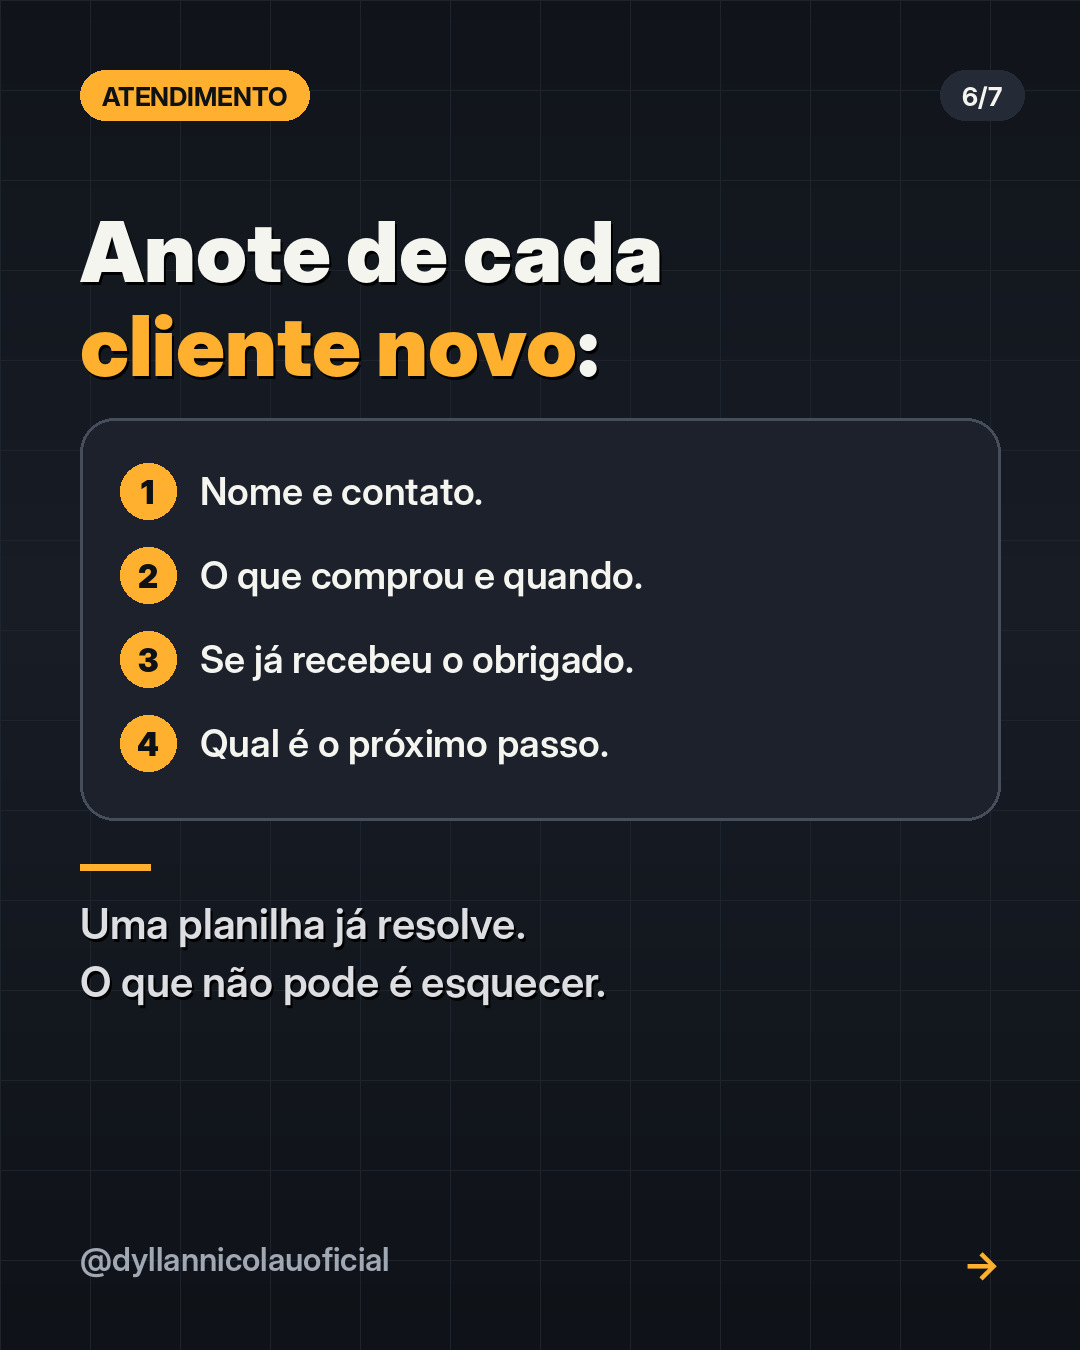 ATENDIMENTO
6/7
Anote de cada
cliente novo:
1 Nome e contato.
2 O que comprou e quando.
3 Se já recebeu o obrigado.
4 Qual é o próximo passo.
Uma planilha já resolve.
O que não pode é esquecer.
@dyllannicolauoficial
→